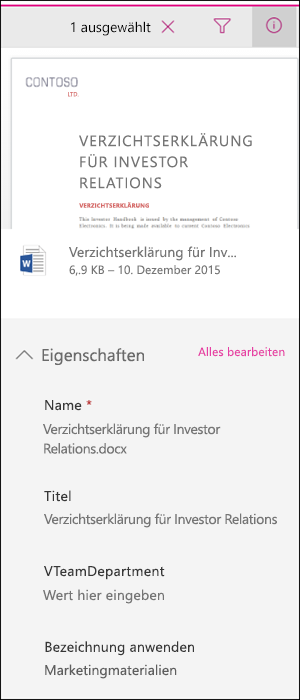 1 ausgewählt
CONTOSO
LTD.
VERZICHTSERKLÄRUNG
FÜR INVESTOR
RELATIONS
VERZICHTSERKLÄRUNG
This Investor Handbook is issued by the management of Contoso
Electronics. It is being made available to current Contoso Electronics
Verzichtserklärung für Inv...
6,.9 KB – 10. Dezember 2015
Eigenschaften
Alles bearbeiten
Name *
Verzichtserklärung für Investor
Relations.docx
Titel
Verzichtserklärung für Investor Relations
VTeamDepartment
Wert hier eingeben
Bezeichnung anwenden
Marketingmaterialien